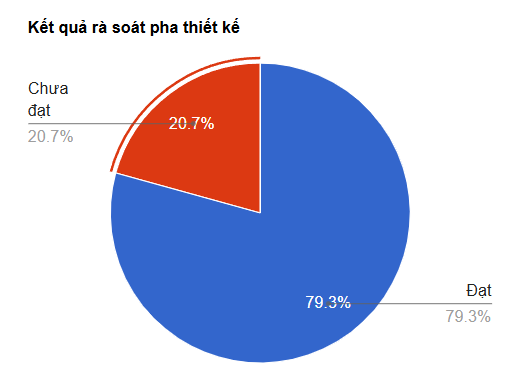 Kết quả rà soát pha thiết kế
Chưa
đạt
20.7%
20.7%
79.3%
Đạt
79.3%